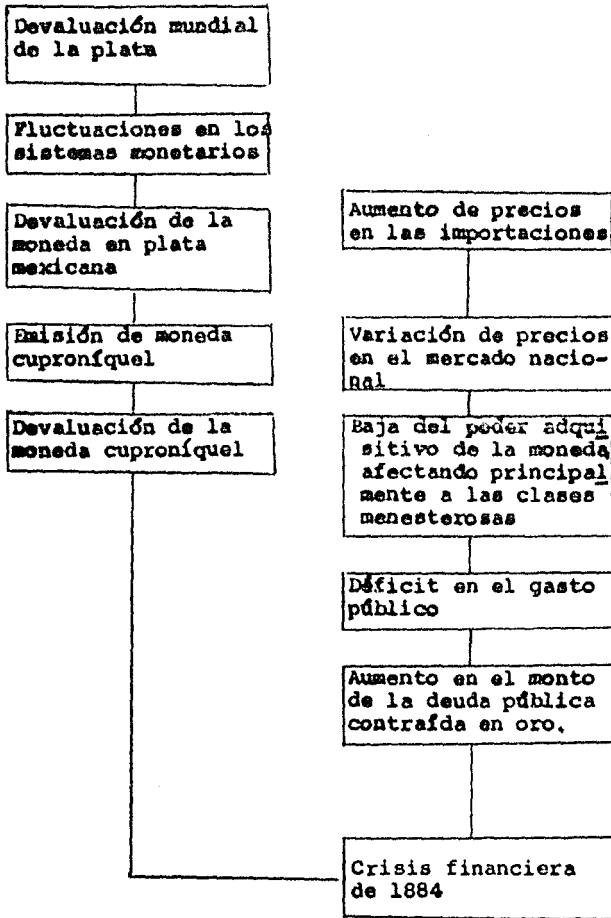 Devaluación mundial
de la plata
Fluctuaciones en los
sistemas monetarios
Devaluación de la
moneda en plata
mexicana
Emisión de moneda
cuproníquel
Devaluación de la
moneda cuproníquel
Aumento de precios
en las importaciones
Variación de precios
en el mercado nacio-
nal
Baja del poder adqui
sitivo de la moneda,
afectando principal
mente a las clases
menesterosas
Déficit en el gasto
público
Aumento en el monto
de la deuda pública
contraída en oro.
Crisis financiera
de 1884